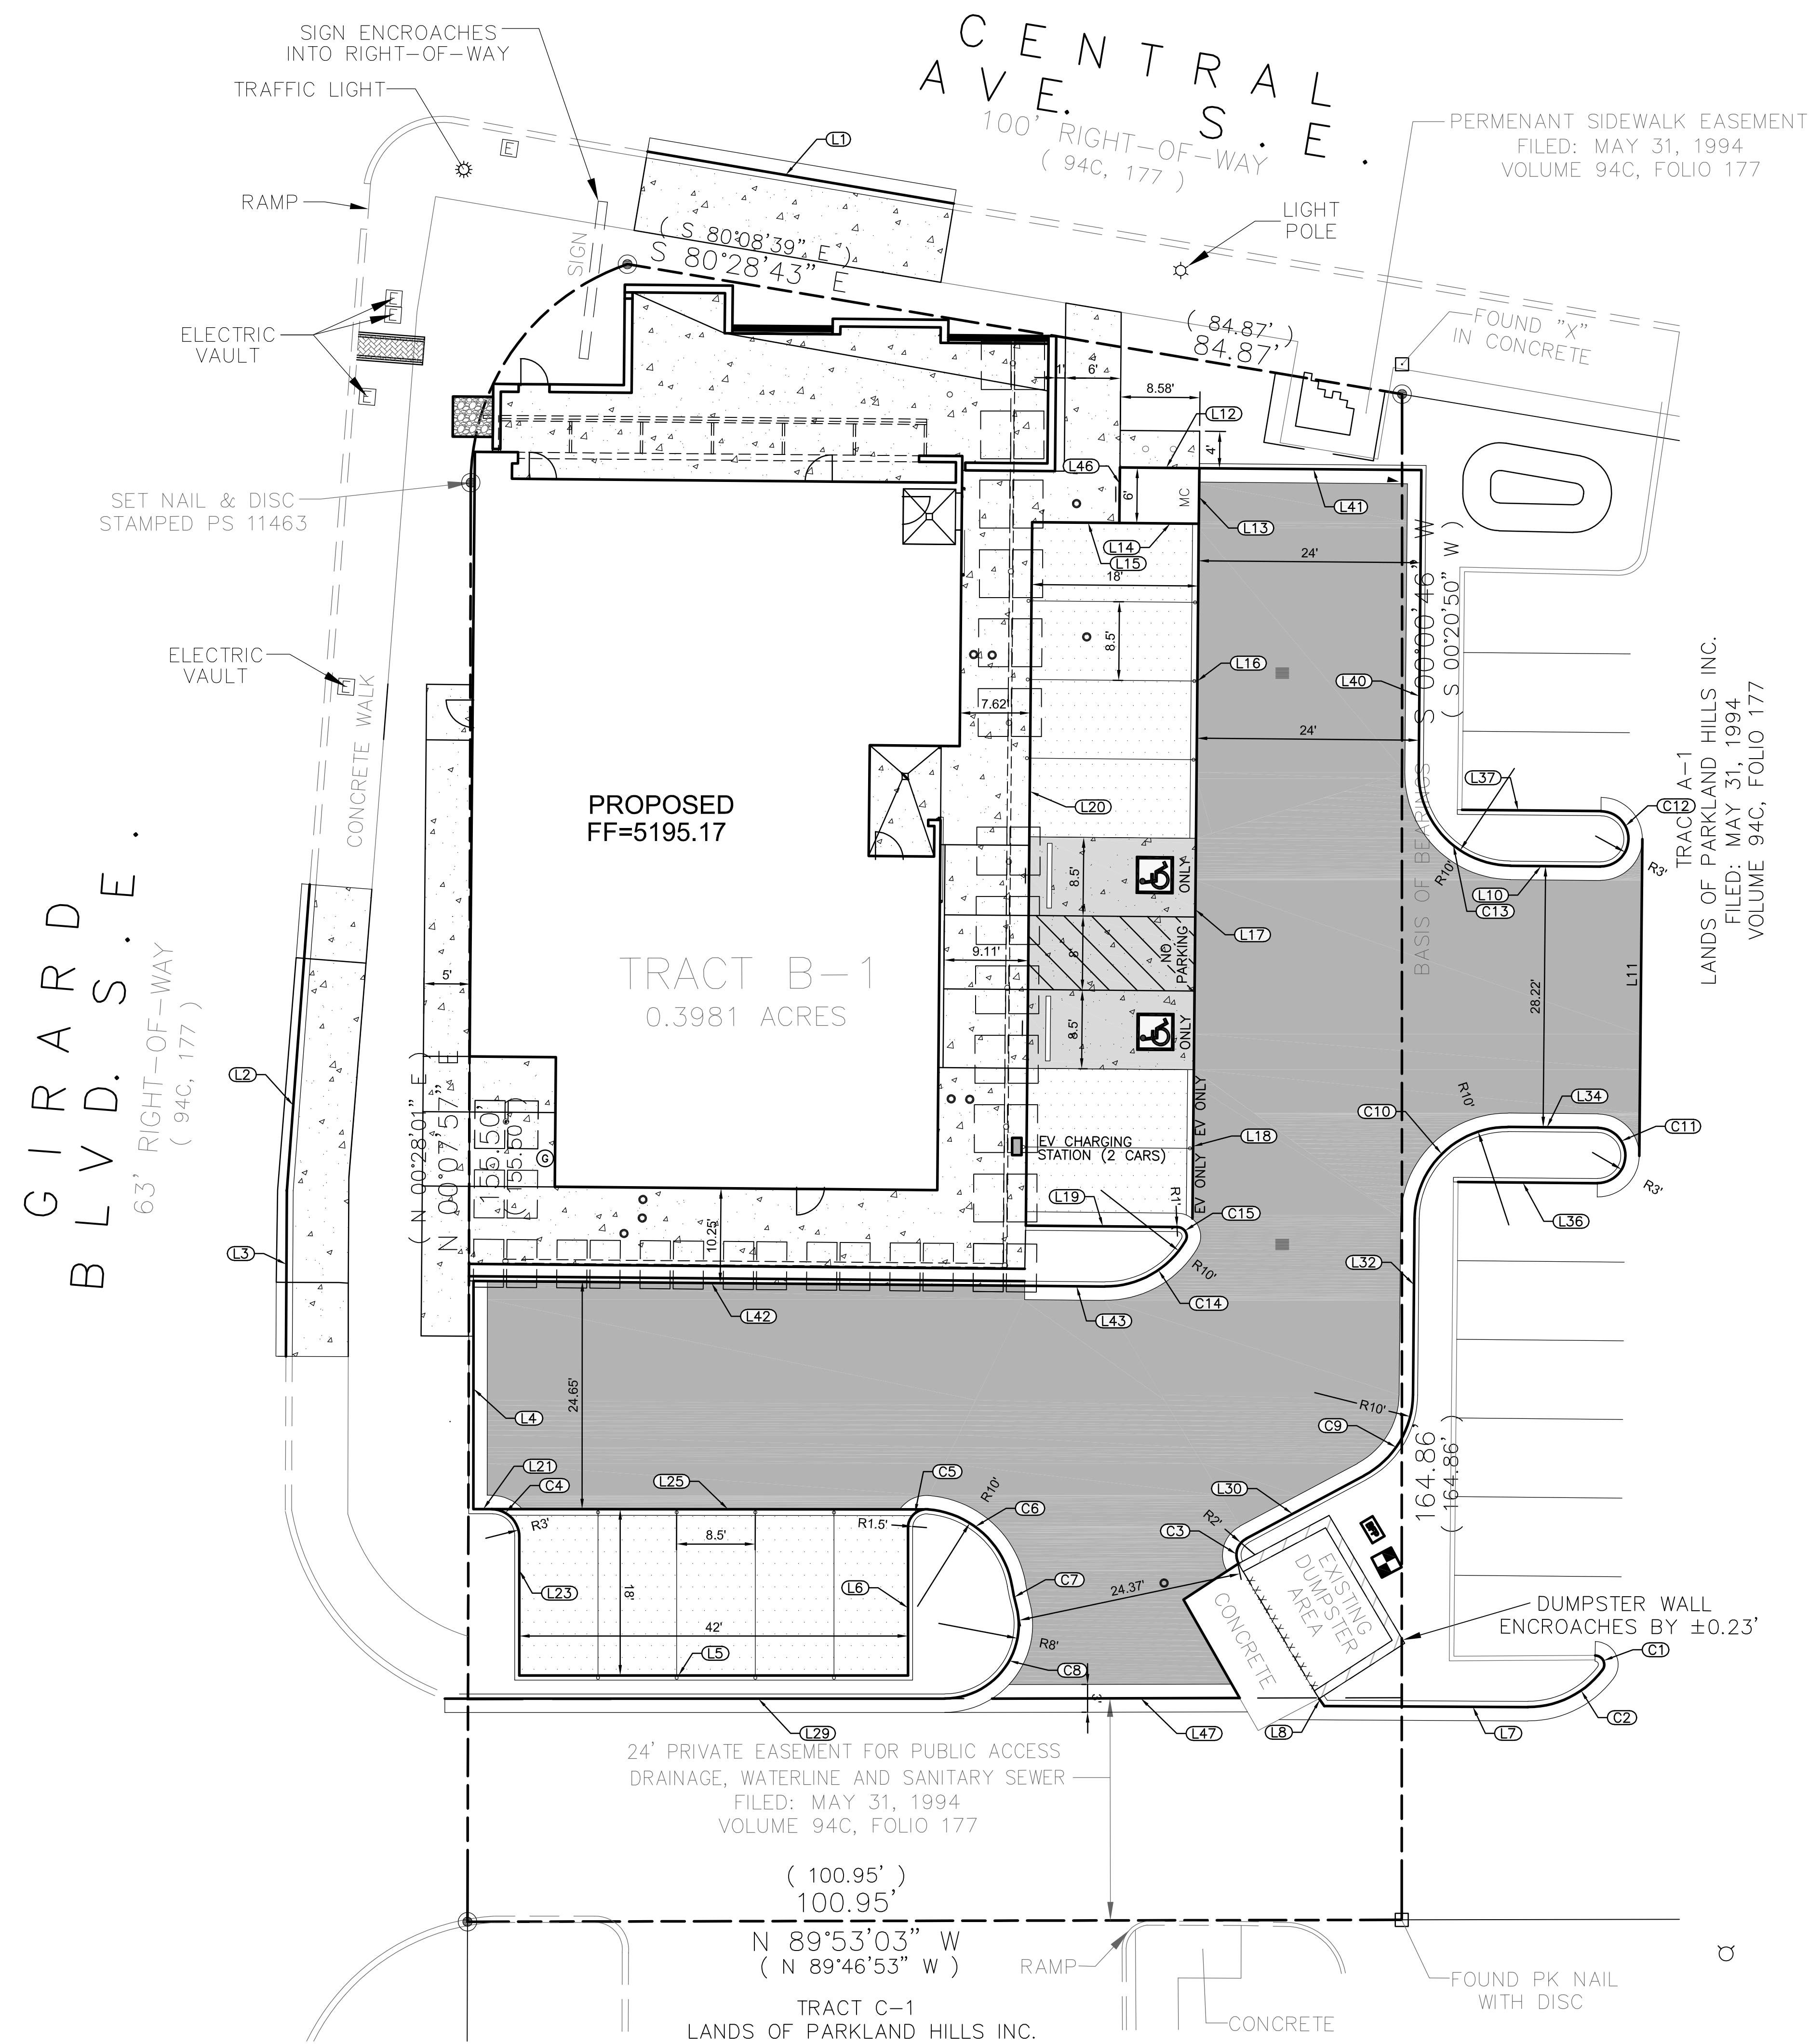 SIGN ENCROACHES
INTO RIGHT-OF-WAY
TRAFFIC LIGHT
RAMP
E
L1
CENTRAL
AVE. S.E.
100' RIGHT-OF-WAY
( 94C, 177 )
PERMENANT SIDEWALK EASEMENT
FILED: MAY 31, 1994
VOLUME 94C, FOLIO 177
LIGHT
POLE
SIGN
( S 80°08'39" E )
S 80°28'43" E
( 84.87' )
84.87'
FOUND "X"
IN CONCRETE
E
E
ELECTRIC
VAULT
E
1'
6'
8.58'
L12
4'
L46
6'
MC
L41
L13
SET NAIL & DISC
STAMPED PS 11463
L14
L15
24'
18'
S 00°00'46" W
( S 00°20'50" W )
8.5'
L16
L40
ELECTRIC
VAULT
E
CONCRETE WALK
7.62'
24'
L37
C12
L20
R10'
R3'
L10
C13
BASIS OF BEARINGS
TRACT A-1
LANDS OF PARKLAND HILLS INC.
FILED: MAY 31, 1994
VOLUME 94C, FOLIO 177
PROPOSED
FF=5195.17
GIRARD
BLVD. S.E.
63' RIGHT-OF-WAY
( 94C, 177 )
8.5'
ONLY
L17
9.11'
8'
NO
PARKING
TRACT B-1
0.3981 ACRES
5'
28.22'
L11
8.5'
ONLY
L2
( N 00°28'01" E )
N 00°07'57" E
155.50'
( 155.50' )
EV ONLY
EV ONLY
R10'
C10
L34
C11
L18
EV CHARGING
STATION (2 CARS)
G
R3'
L36
L19
R1'
C15
L3
10.25'
R10'
C14
L32
L42
L43
24.65'
L4
R10'
C9
164.86'
( 164.86' )
L21
C4
L25
C5
R10'
C6
L30
R3'
R1.5'
8.5'
R2'
C3
L23
18'
L6
C7
24.37'
EXISTING
DUMPSTER
AREA
CONCRETE
DUMPSTER WALL
ENCROACHES BY ±0.23'
42'
L5
R8'
C8
C1
3'
L29
L47
L8
L7
C2
24' PRIVATE EASEMENT FOR PUBLIC ACCESS
DRAINAGE, WATERLINE AND SANITARY SEWER
FILED: MAY 31, 1994
VOLUME 94C, FOLIO 177
( 100.95' )
100.95'
N 89°53'03" W
( N 89°46'53" W )
RAMP
FOUND PK NAIL
WITH DISC
TRACT C-1
LANDS OF PARKLAND HILLS INC.
CONCRETE